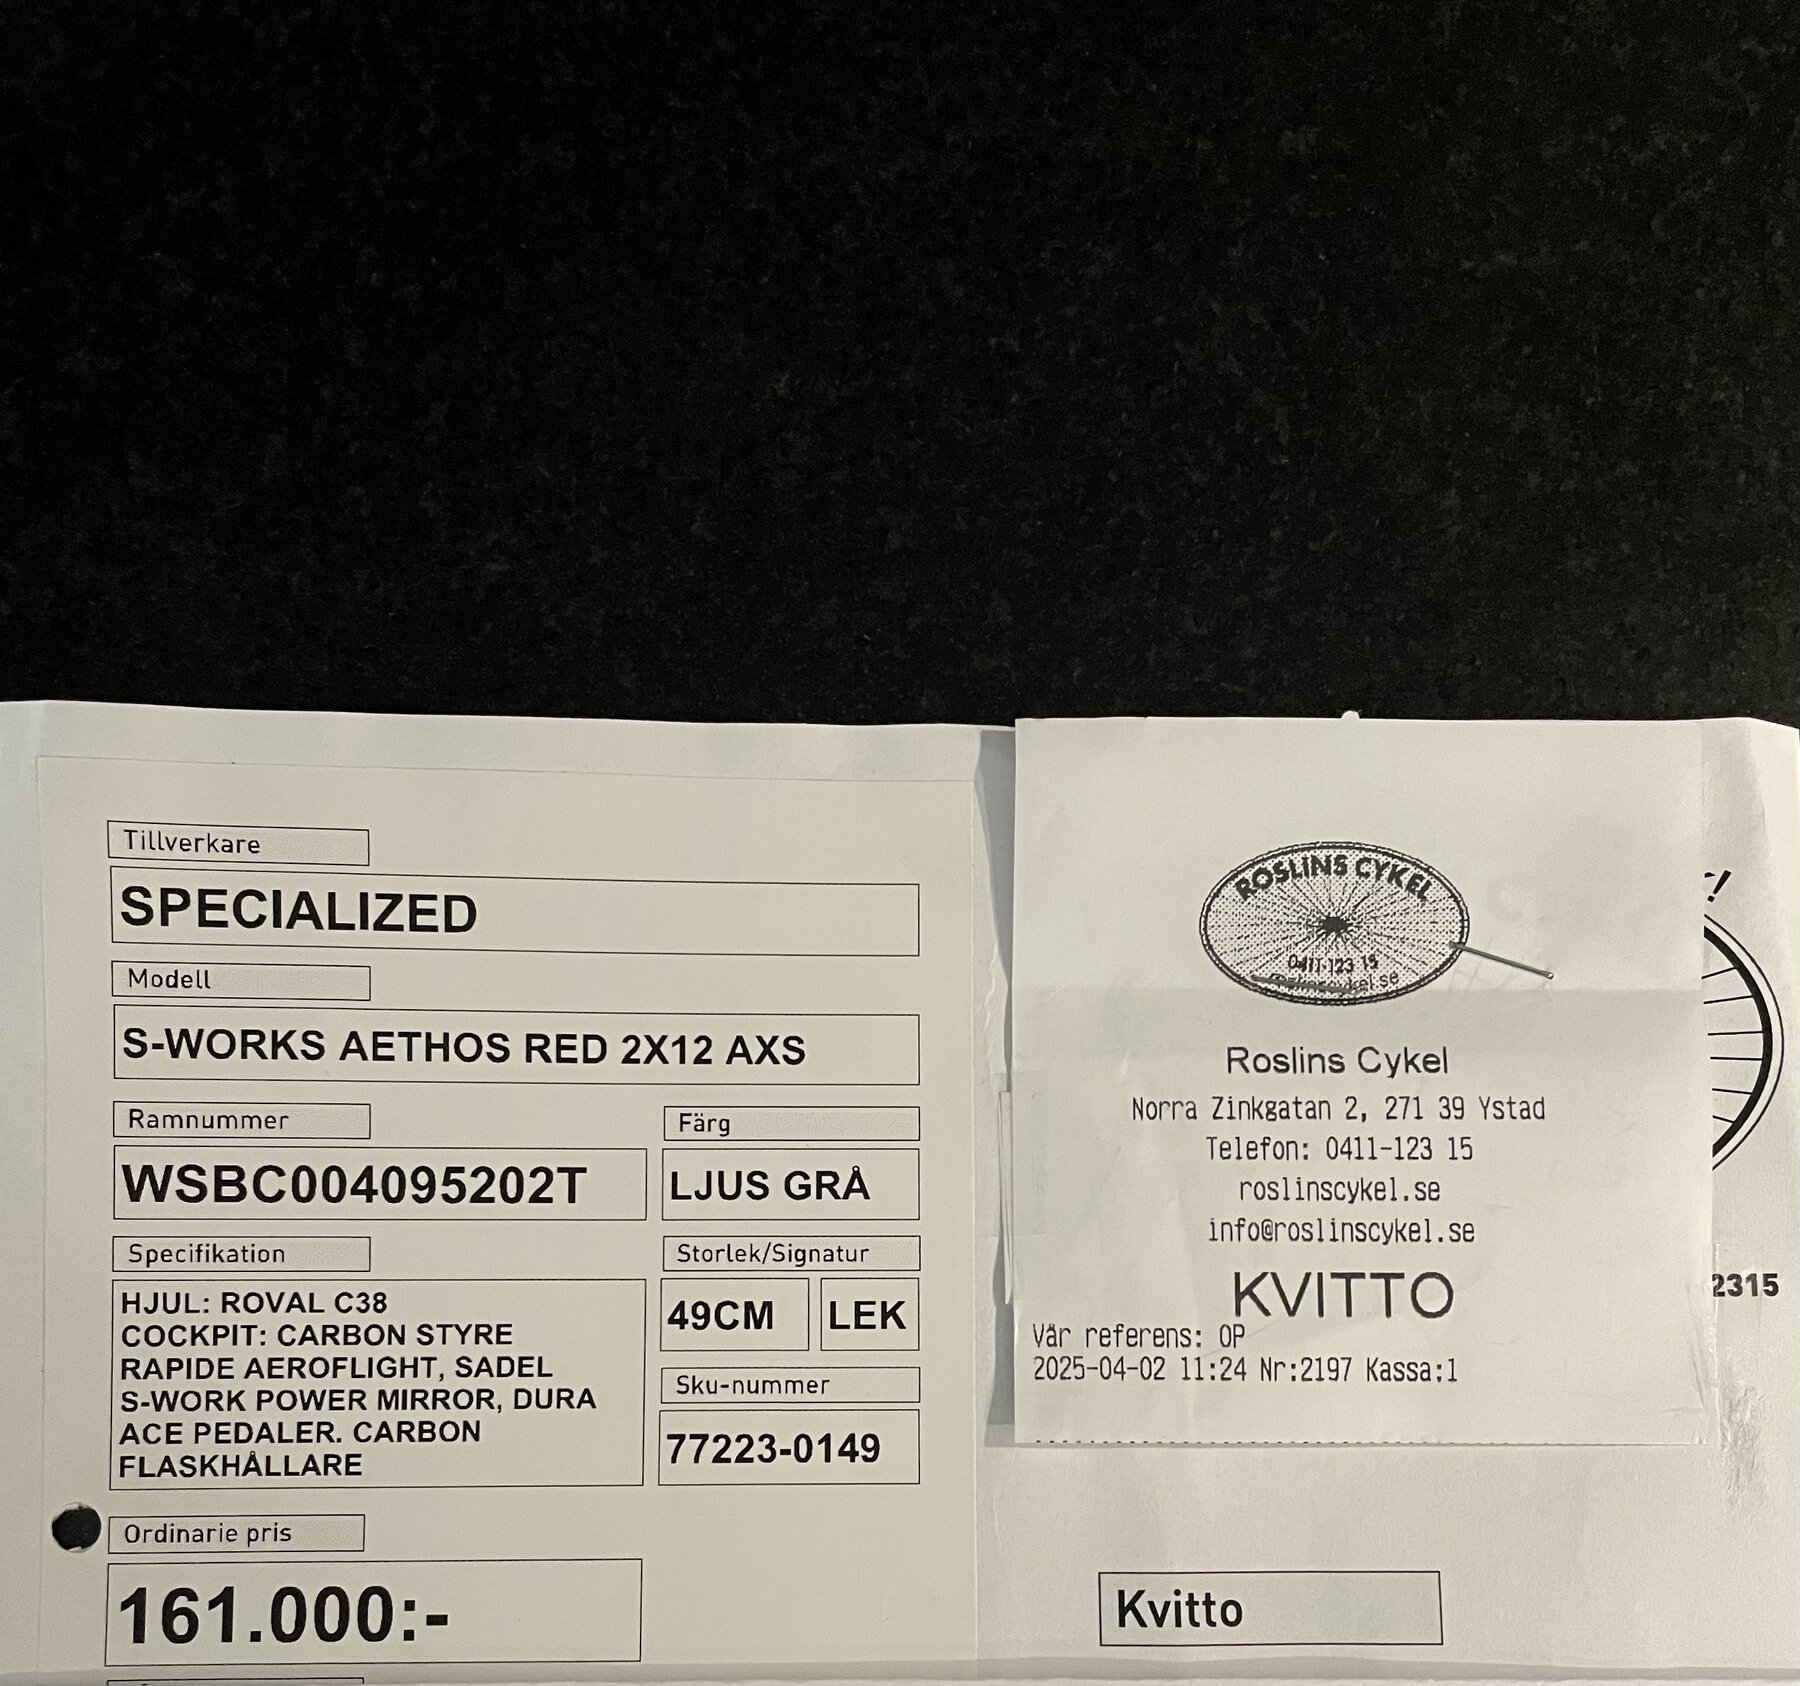 Tillverkare
SPECIALIZED
Modell
S-WORKS AETHOS RED 2X12 AXS
Ramnummer
WSBC004095202T
Färg
LJUS GRÅ
Specifikation
HJUL: ROVAL C38
COCKPIT: CARBON STYRE
RAPIDE AEROFLIGHT, SADEL
S-WORK POWER MIRROR, DURA
ACE PEDALER. CARBON
FLASKHÅLLARE
Storlek/Signatur
49CM
LEK
Sku-nummer
77223-0149
Ordinarie pris
161.000:-
ROSLINS CYKEL
0411-123 15
Roslins Cykel
Norra Zinkgatan 2, 271 39 Ystad
Telefon: 0411-123 15
roslinscykel.se
info@roslinscykel.se
KVITTO
Vår referens: OP
2025-04-02 11:24 Nr:2197 Kassa:1
!
2315
Kvitto